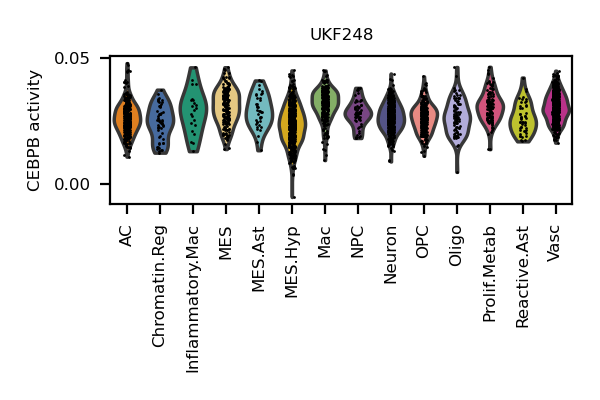 UKF248
CEBPB activity
0.05
0.00
AC
Chromatin.Reg
Inflammatory.Mac
MES
MES.Ast
MES.Hyp
Mac
NPC
Neuron
OPC
Oligo
Prolif.Metab
Reactive.Ast
Vasc